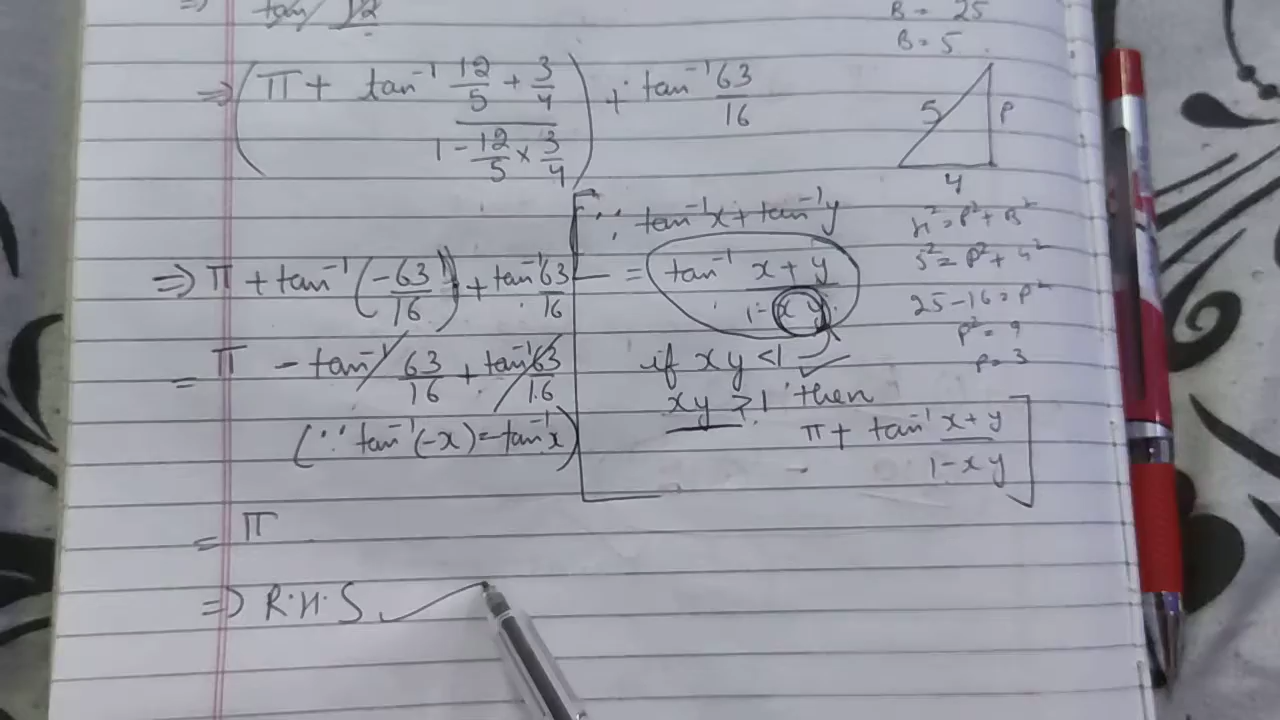 ⇒ tan 12
⇒ (π + tan⁻¹ (12/5 + 3/4)/(1 - 12/5 × 3/4)) + tan⁻¹ 63/16
⇒ π + tan⁻¹(-63/16) + tan⁻¹ 63/16
= π - tan⁻¹ 63/16 + tan⁻¹ 63/16
(∵ tan⁻¹(-x) = -tan⁻¹x)
= π
⇒ R.H.S
[∵ tan⁻¹x + tan⁻¹y
= tan⁻¹ (x + y)/(1 - xy)
if xy < 1
xy > 1 then
π + tan⁻¹ (x + y)/(1 - xy)]
B = 25
B = 5
5
P
4
H² = P² + B²
5² = P² + 4²
25 - 16 = P²
P² = 9
P = 3